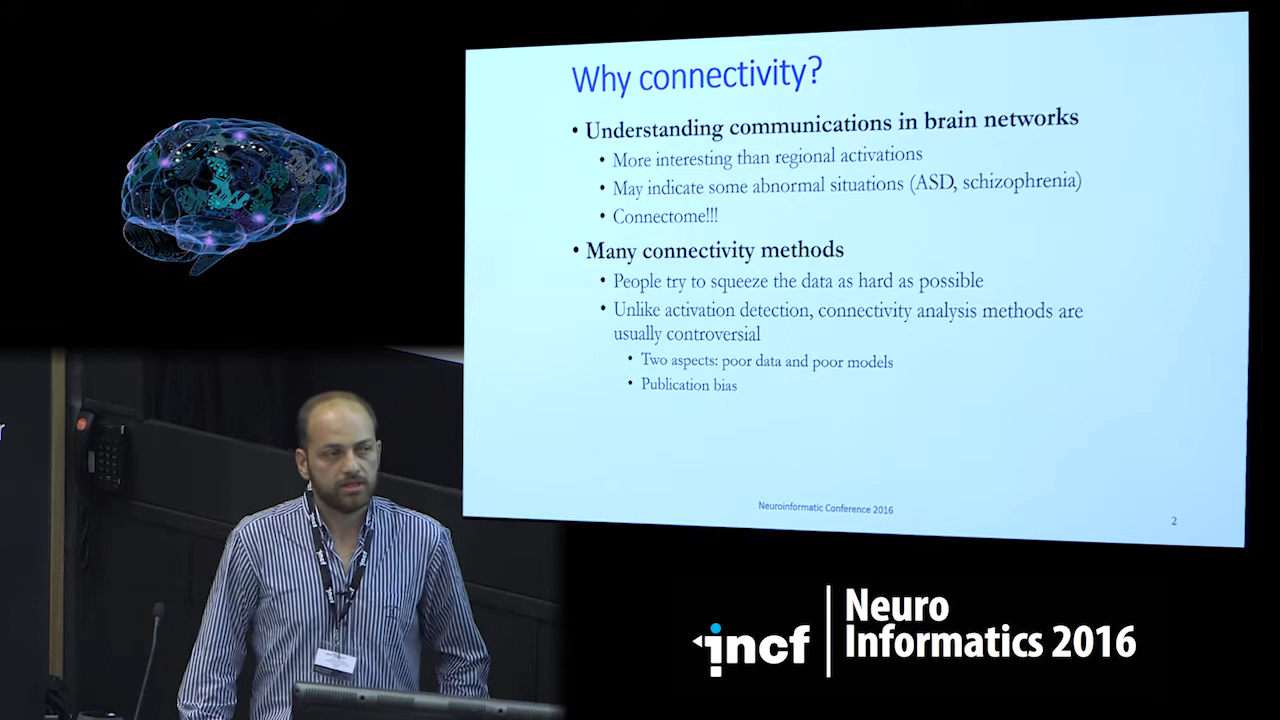 Why connectivity?
• Understanding communications in brain networks
• More interesting than regional activations
• May indicate some abnormal situations (ASD, schizophrenia)
• Connectome!!!
• Many connectivity methods
• People try to squeeze the data as hard as possible
• Unlike activation detection, connectivity analysis methods are
usually controversial
• Two aspects: poor data and poor models
• Publication bias
Neuroinformatic Conference 2016
2
r
incf
Neuro
Informatics 2016